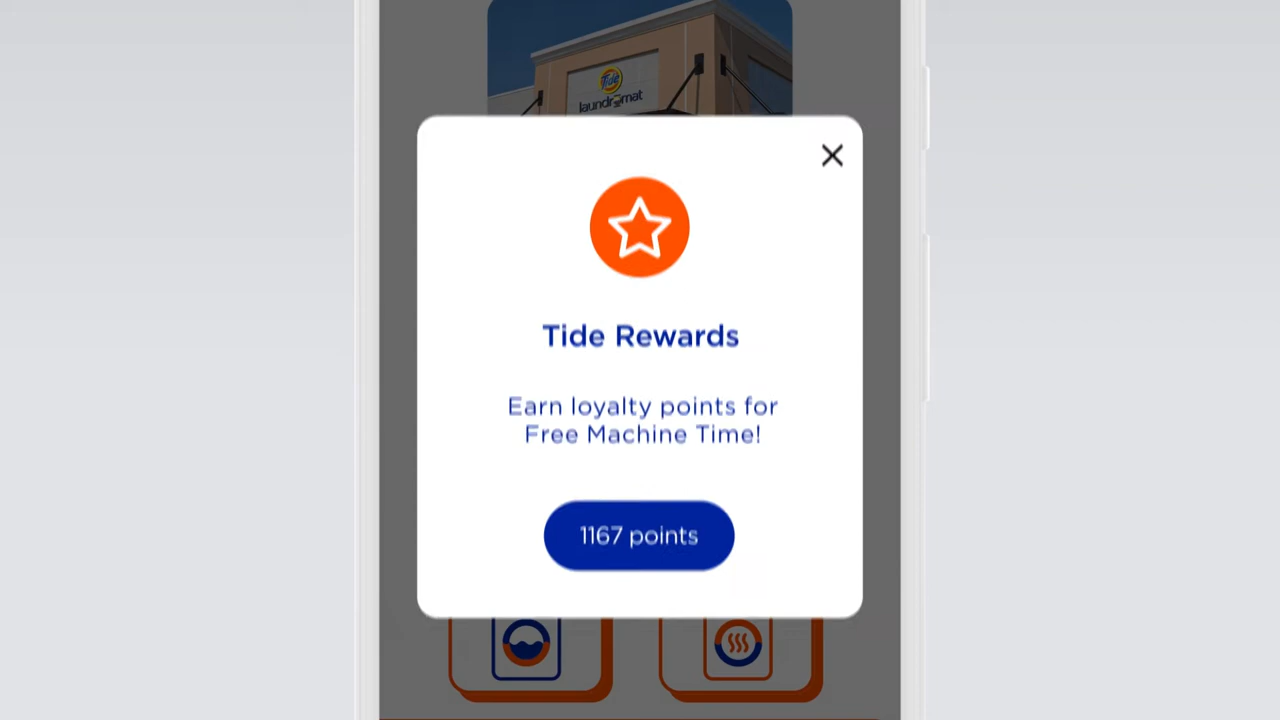 Tide
laundromat
Tide Rewards
Earn loyalty points for
Free Machine Time!
1167 points